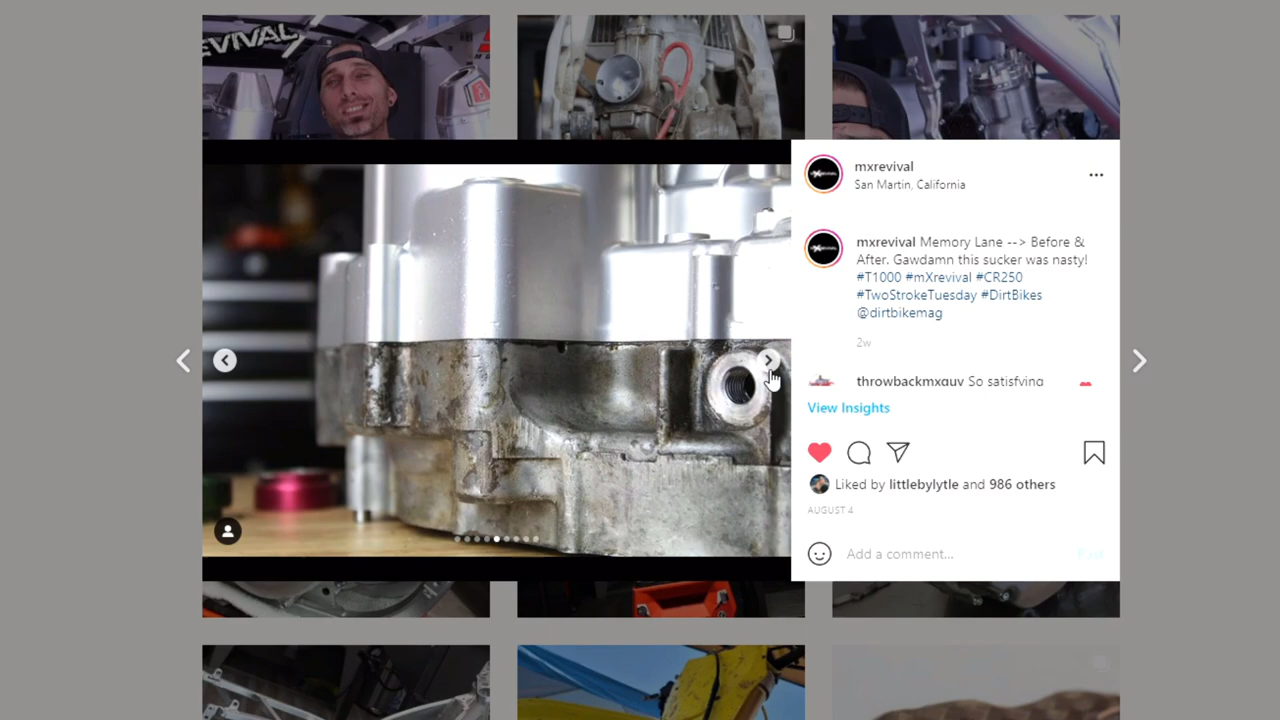 mxrevival
San Martin, California
mxrevival Memory Lane --> Before &
After. Gawdamn this sucker was nasty!
#T1000 #mXrevival #CR250
#TwoStrokeTuesday #DirtBikes
@dirtbikemag
2w
throwbackmxguy So satisfying
View Insights
Liked by littlebylytle and 986 others
AUGUST 4
Add a comment...
Post